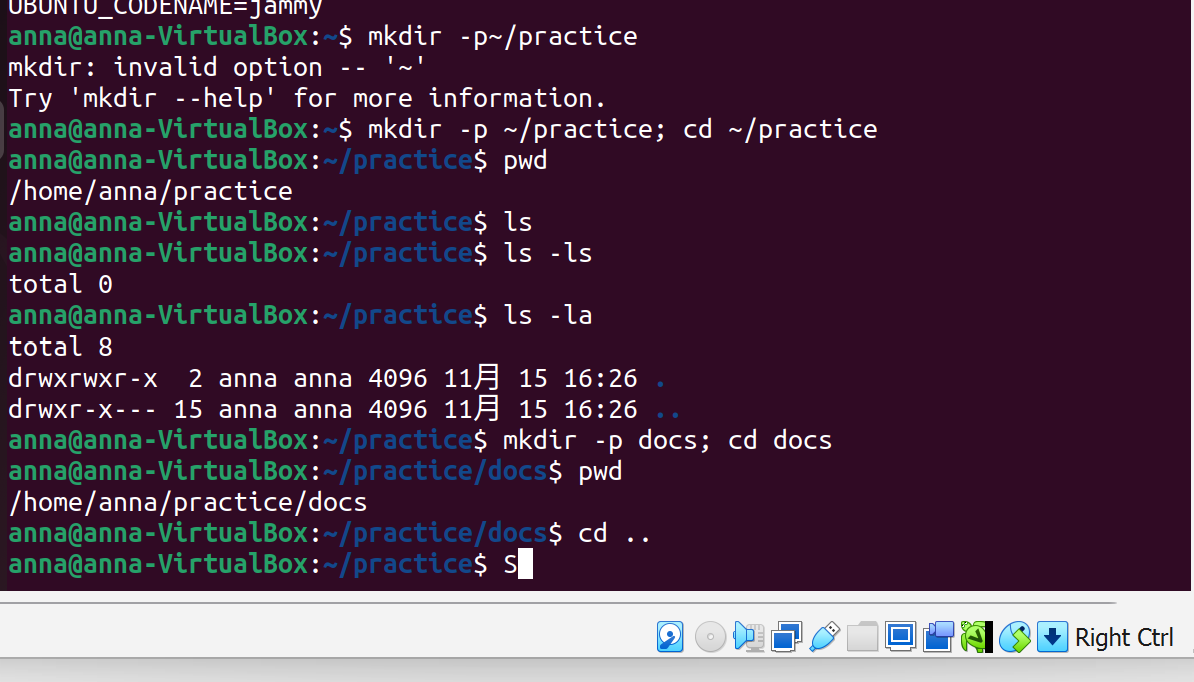 UBUNTU_CODENAME=jammy
anna@anna-VirtualBox:~$ mkdir -p~/practice
mkdir: invalid option -- '~'
Try 'mkdir --help' for more information.
anna@anna-VirtualBox:~$ mkdir -p ~/practice; cd ~/practice
anna@anna-VirtualBox:~/practice$ pwd
/home/anna/practice
anna@anna-VirtualBox:~/practice$ ls
anna@anna-VirtualBox:~/practice$ ls -ls
total 0
anna@anna-VirtualBox:~/practice$ ls -la
total 8
drwxrwxr-x  2 anna anna 4096 11月 15 16:26 .
drwxr-x--- 15 anna anna 4096 11月 15 16:26 ..
anna@anna-VirtualBox:~/practice$ mkdir -p docs; cd docs
anna@anna-VirtualBox:~/practice/docs$ pwd
/home/anna/practice/docs
anna@anna-VirtualBox:~/practice/docs$ cd ..
anna@anna-VirtualBox:~/practice$ S
Right Ctrl